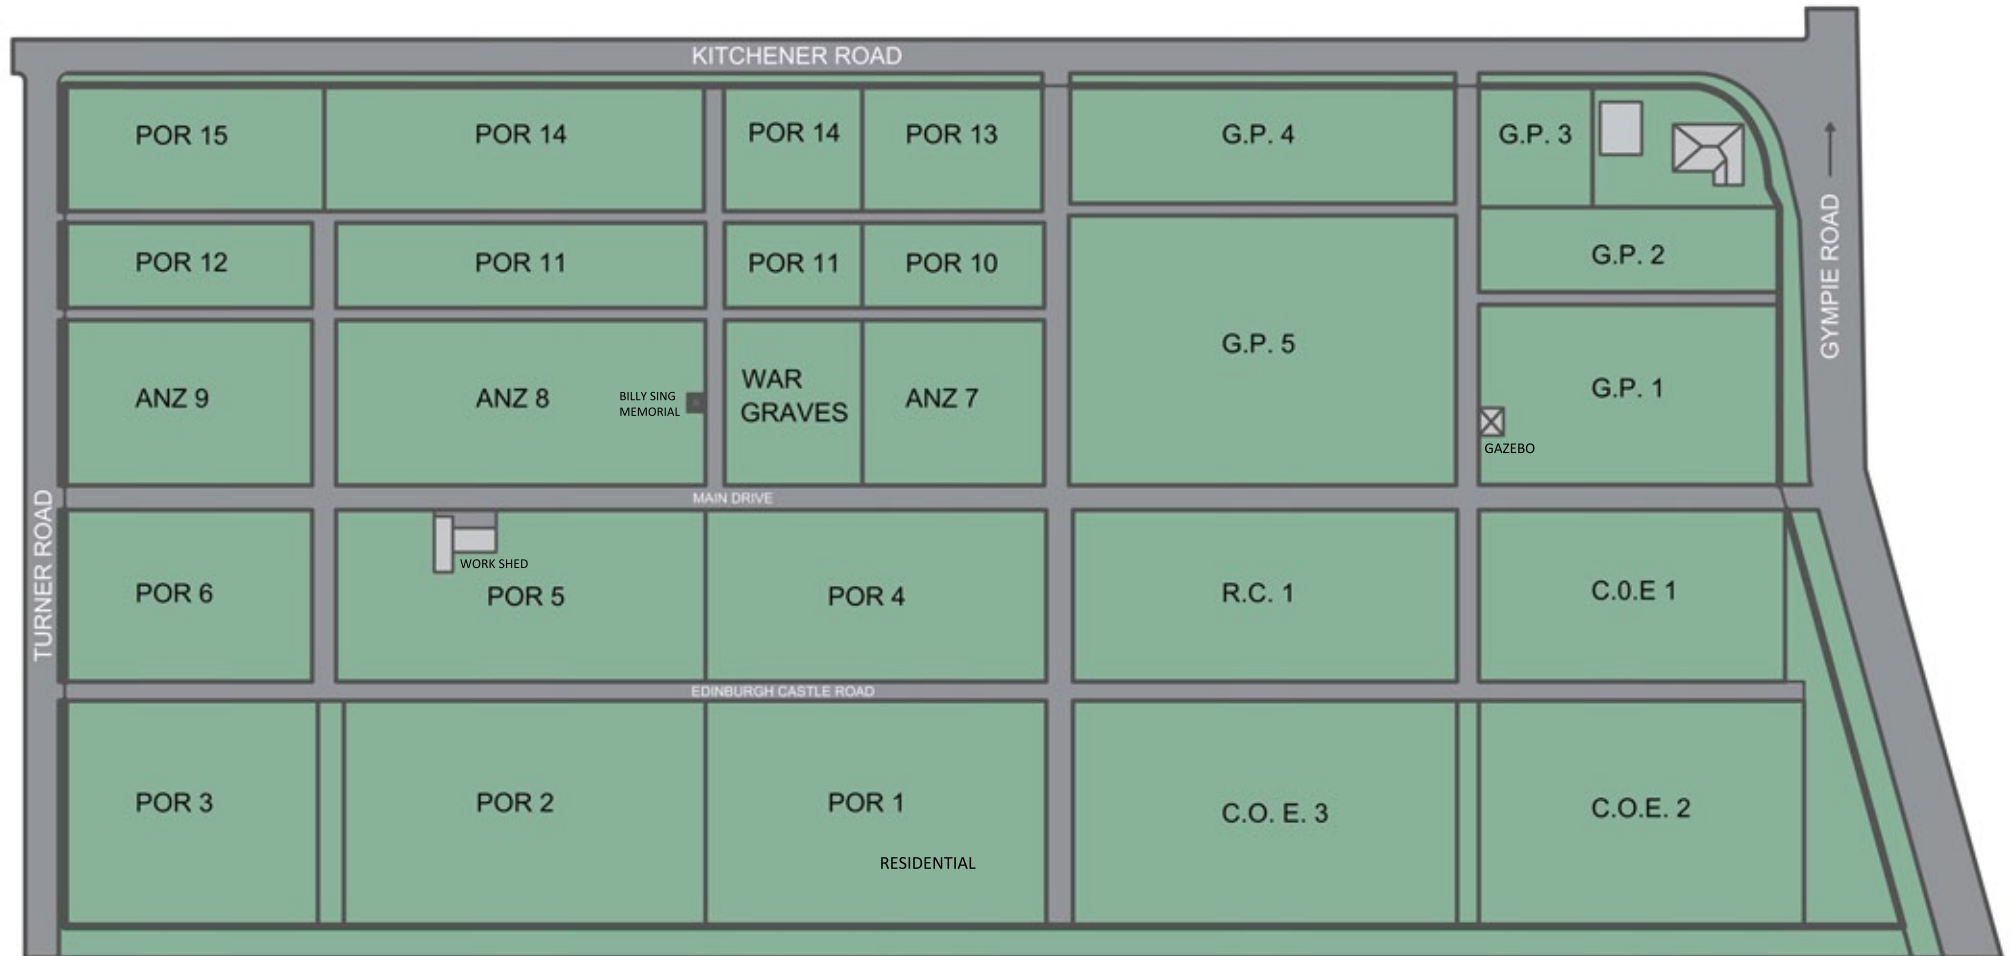 KITCHENER ROAD
POR 15
POR 14
POR 14
POR 13
G.P. 4
G.P. 3
POR 12
POR 11
POR 11
POR 10
G.P. 2
GYMPIE ROAD
G.P. 5
ANZ 9
ANZ 8
BILLY SING
MEMORIAL
WAR
GRAVES
ANZ 7
G.P. 1
GAZEBO
MAIN DRIVE
TURNER ROAD
WORK SHED
POR 6
POR 5
POR 4
R.C. 1
C.0.E 1
EDINBURGH CASTLE ROAD
POR 3
POR 2
POR 1
C.O. E. 3
C.O.E. 2
RESIDENTIAL